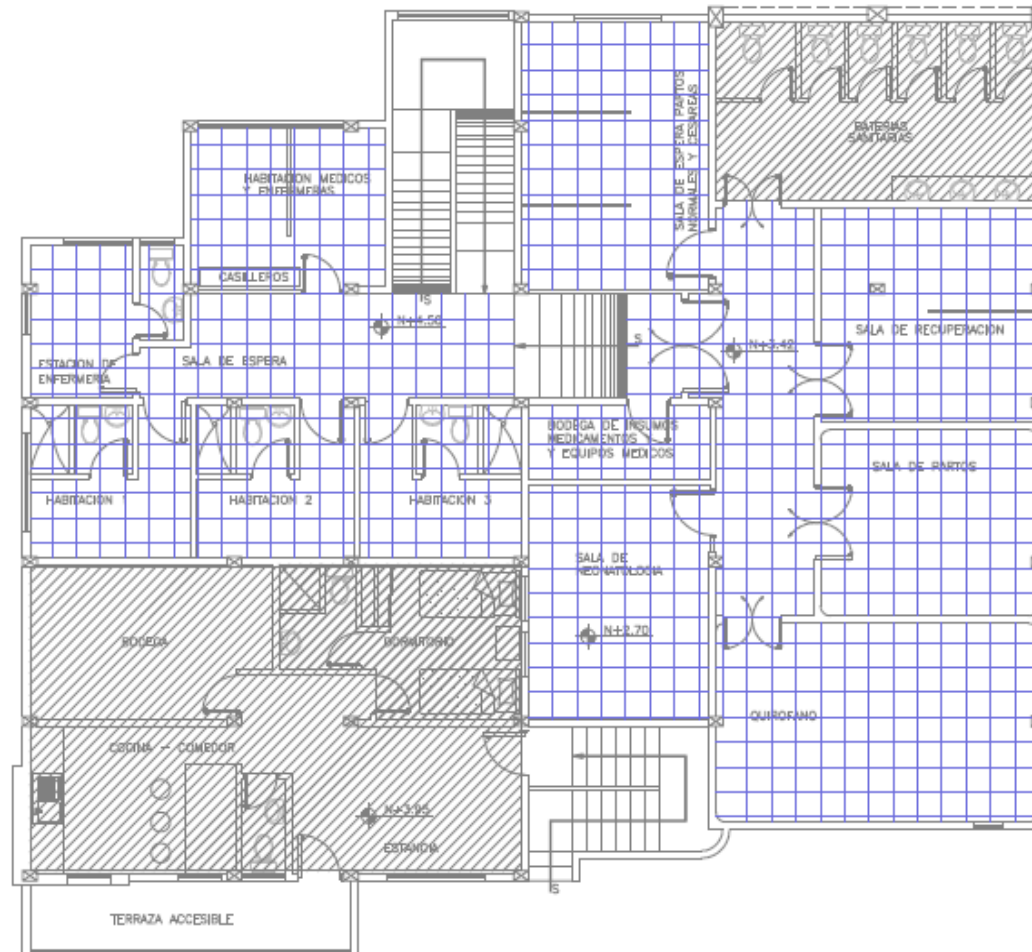 BATERIAS
SANITARIAS
SALA DE ESPERA PARTOS
NORMALES Y CESAREAS
HABITACION MEDICOS
Y ENFERMERAS
CASILLEROS
S
N+4.50
SALA DE RECUPERACION
S
N+3.42
SALA DE ESPERA
ESTACION DE
ENFERMERIA
BODEGA DE INSUMOS
MEDICAMENTOS
Y EQUIPOS MEDICOS
SALA DE PARTOS
HABITACION 1
HABITACION 2
HABITACION 3
SALA DE
NEONATOLOGIA
N+2.70
BODEGA
DORMITORIO
QUIROFANO
COCINA - COMEDOR
N+3.95
ESTANCIA
S
TERRAZA ACCESIBLE